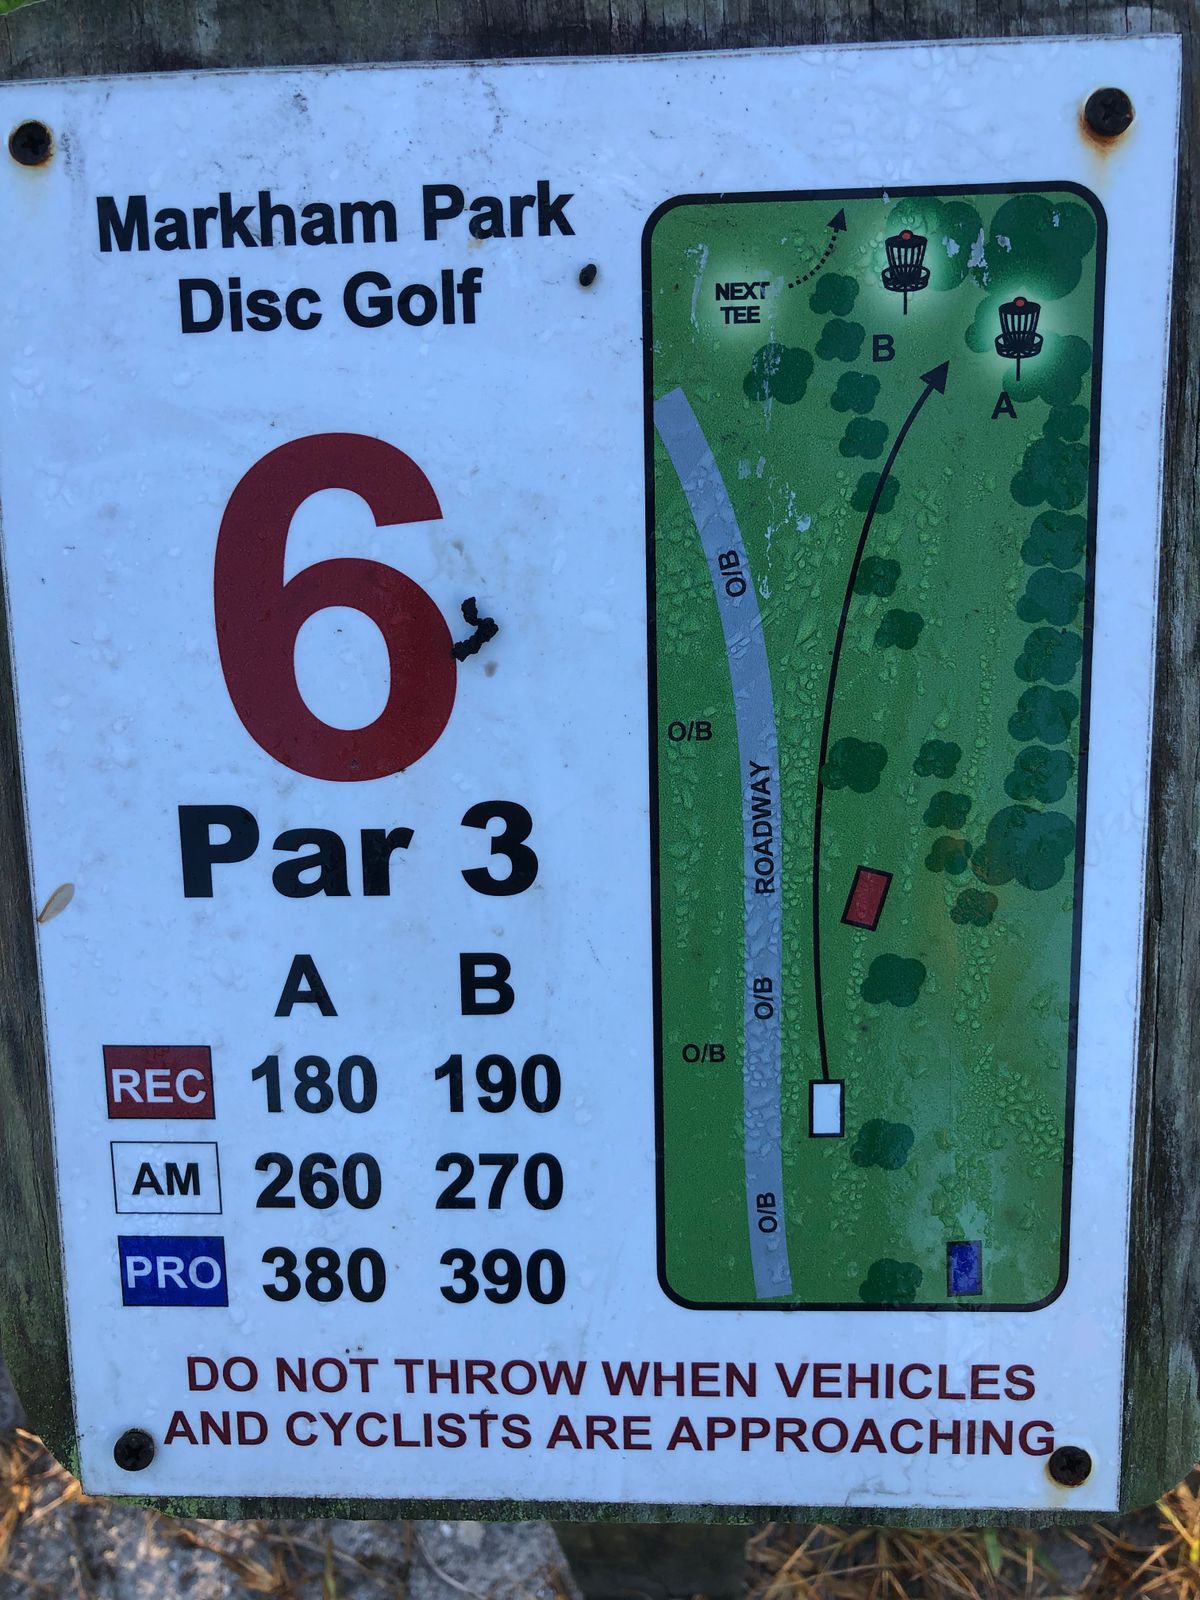 Markham Park
Disc Golf
6
Par 3
A B
REC 180 190
AM 260 270
PRO 380 390
NEXT
TEE
B
A
O/B
O/B
ROADWAY
O/B
O/B
O/B
DO NOT THROW WHEN VEHICLES
AND CYCLISTS ARE APPROACHING